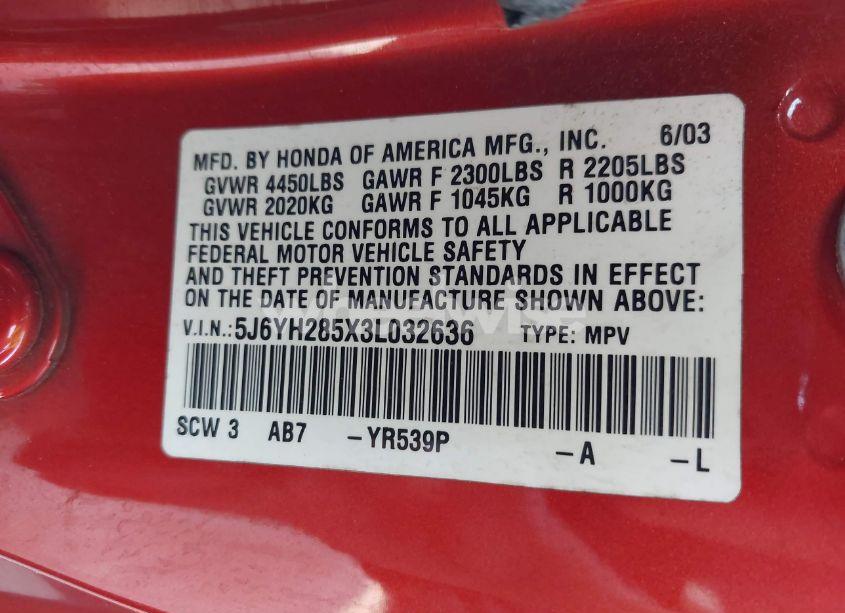 MFD. BY HONDA OF AMERICA MFG., INC. 6/03
GVWR 4450LBS GAWR F 2300LBS R 2205LBS
GVWR 2020KG GAWR F 1045KG R 1000KG
THIS VEHICLE CONFORMS TO ALL APPLICABLE
FEDERAL MOTOR VEHICLE SAFETY
AND THEFT PREVENTION STANDARDS IN EFFECT
ON THE DATE OF MANUFACTURE SHOWN ABOVE:
V.I.N.:5J6YH285X3L032636 TYPE: MPV
SCW 3 AB7 -YR539P -A -L